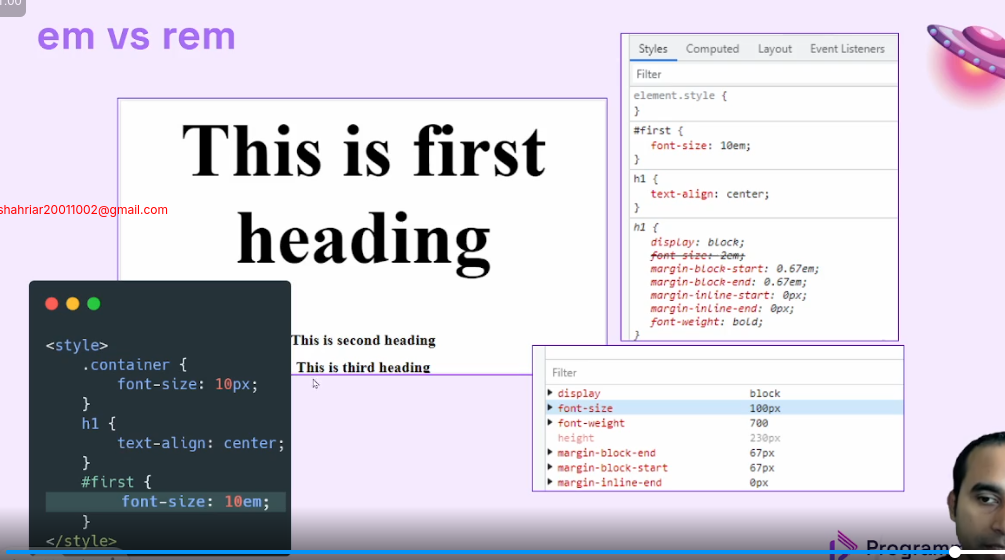 em vs rem
This is first
heading
shahriar20011002@gmail.com
This is second heading
This is third heading
<style>
.container {
font-size: 10px;
}
h1 {
text-align: center;
}
#first {
font-size: 10em;
}
</style>
Styles Computed Layout Event Listeners
Filter
element.style {
}
#first {
font-size: 10em;
}
h1 {
text-align: center;
}
h1 {
display: block;
font-size: 2em;
margin-block-start: 0.67em;
margin-block-end: 0.67em;
margin-inline-start: 0px;
margin-inline-end: 0px;
font-weight: bold;
}
Filter
display block
font-size 100px
font-weight 700
height 230px
margin-block-end 67px
margin-block-start 67px
margin-inline-end 0px